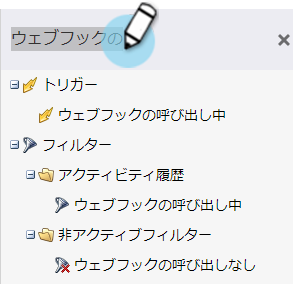 ウェブフックの
トリガー
ウェブフックの呼び出し中
フィルター
アクティビティ履歴
ウェブフックの呼び出し中
非アクティブフィルター
ウェブフックの呼び出しなし